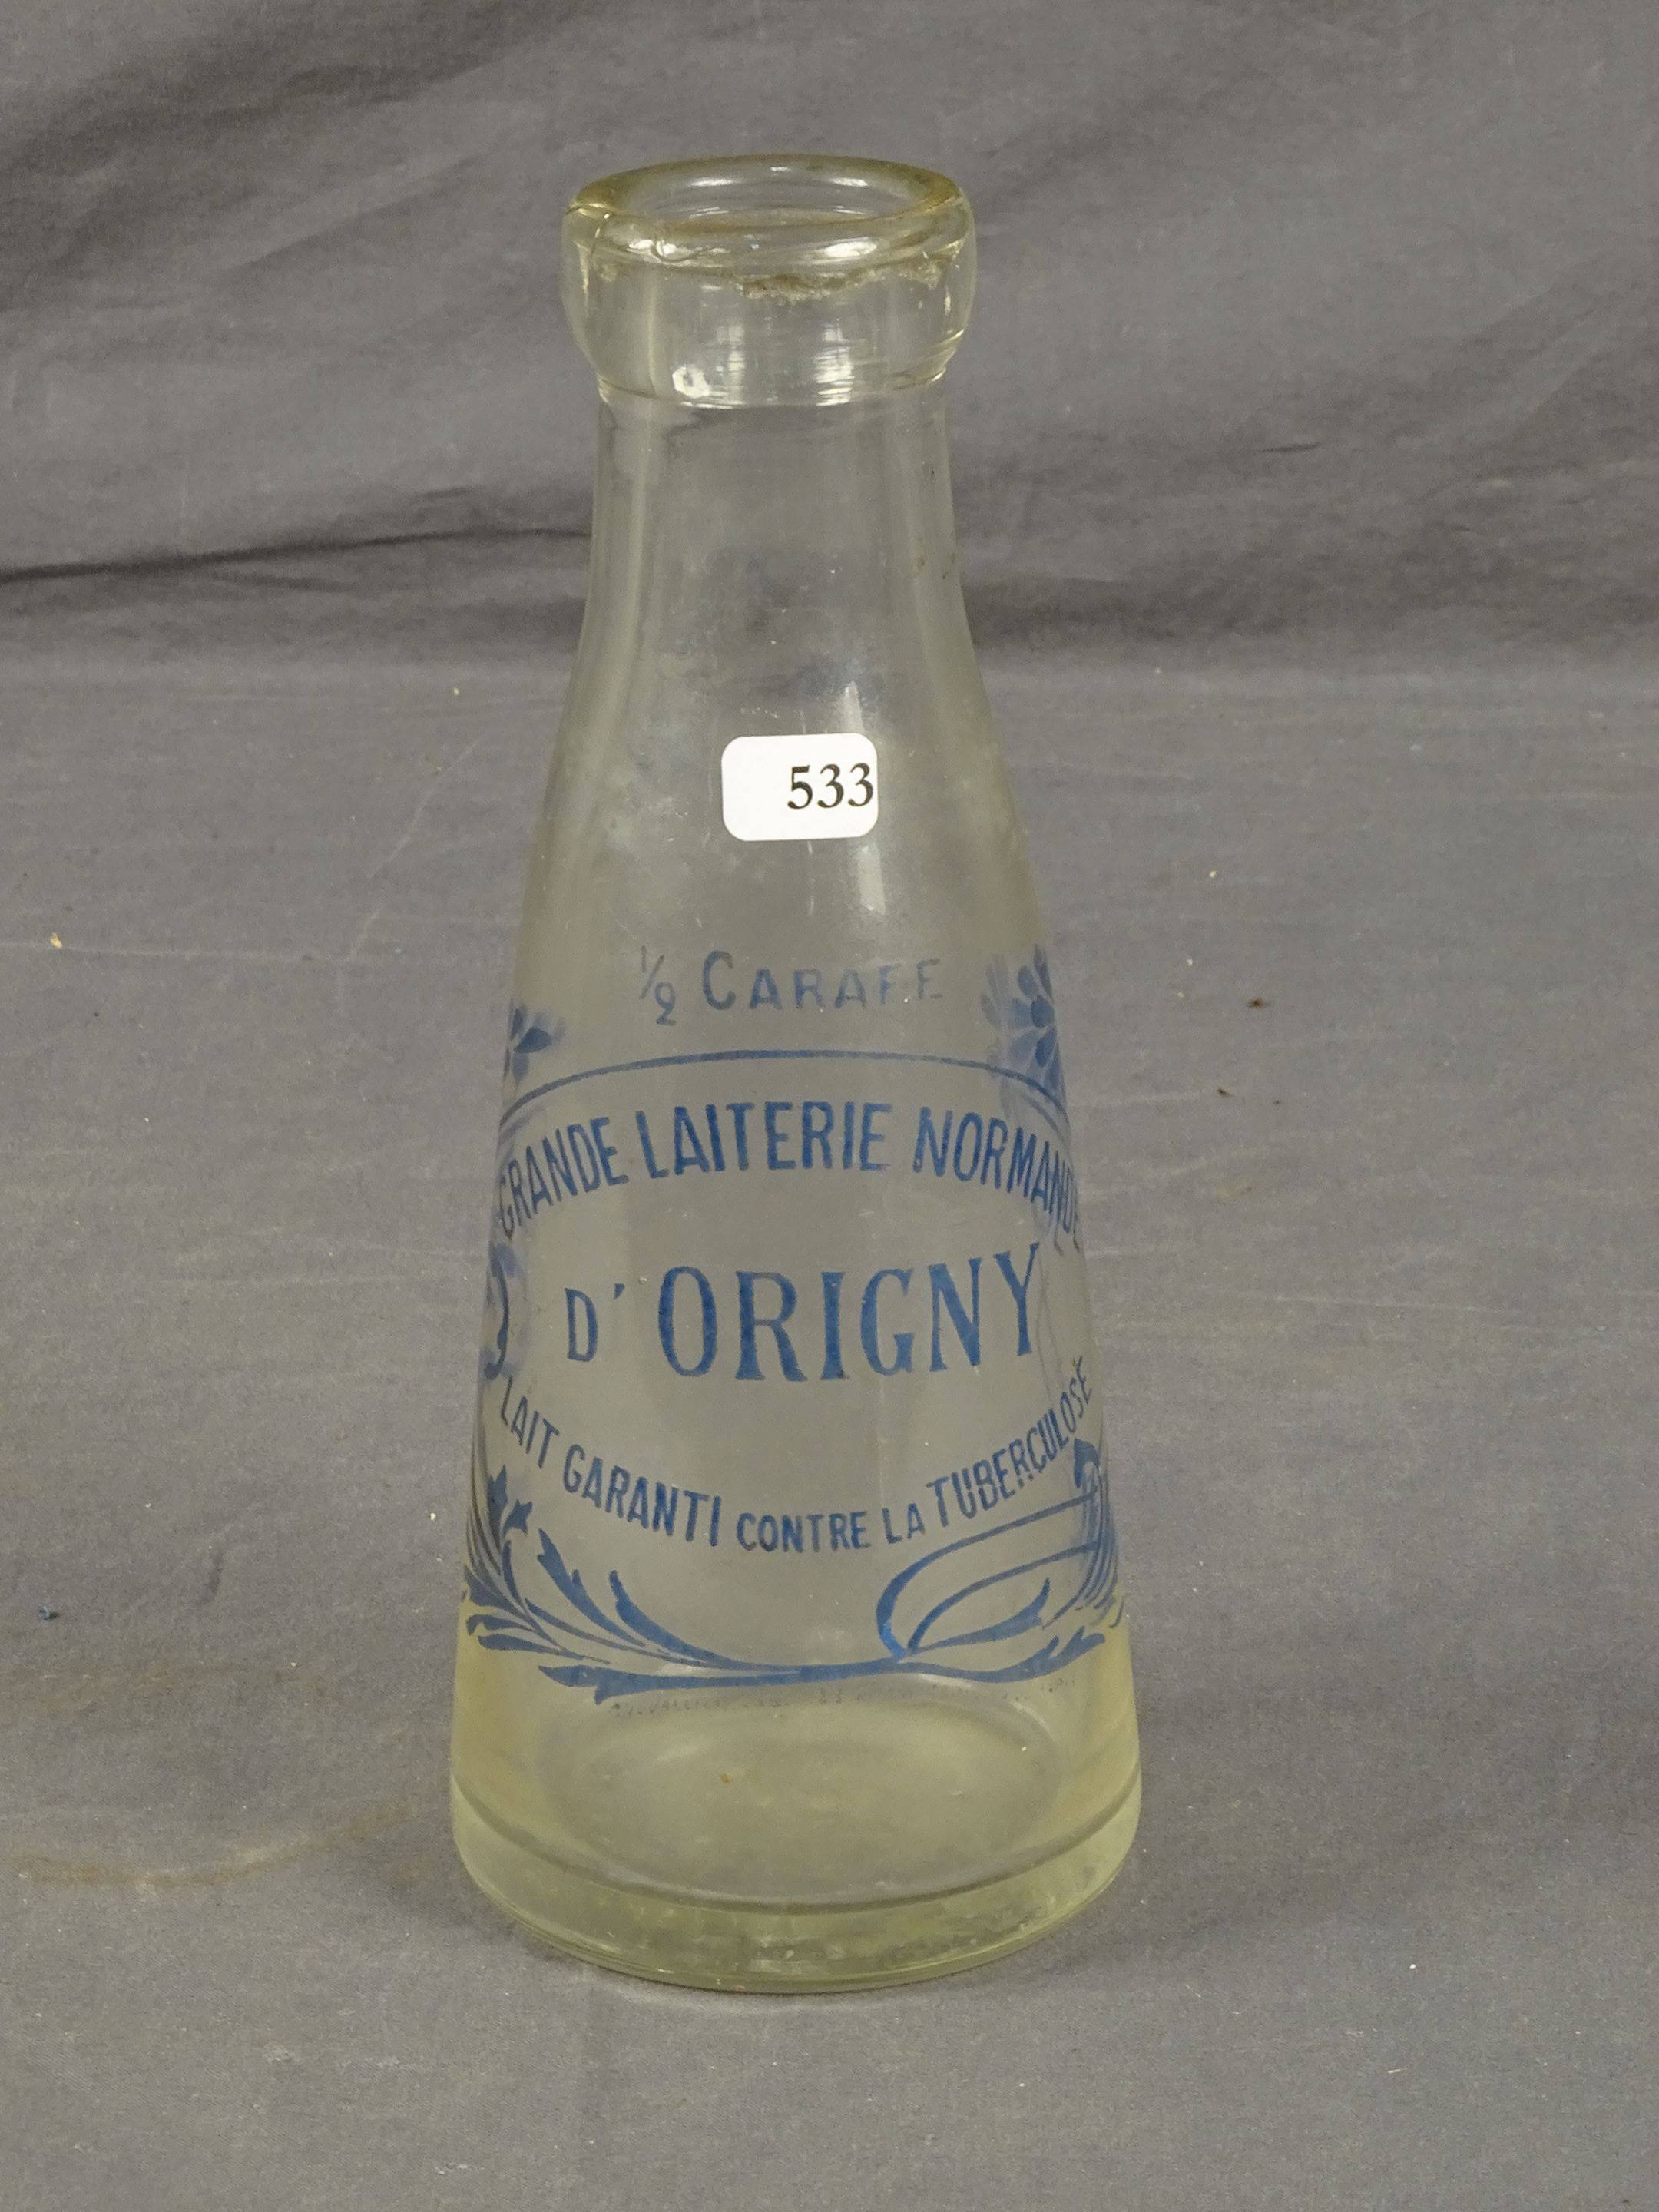 533
1/2 CARAFE
GRANDE LAITERIE NORMANDE
D'ORIGNY
LAIT GARANTI CONTRE LA TUBERCULOSE